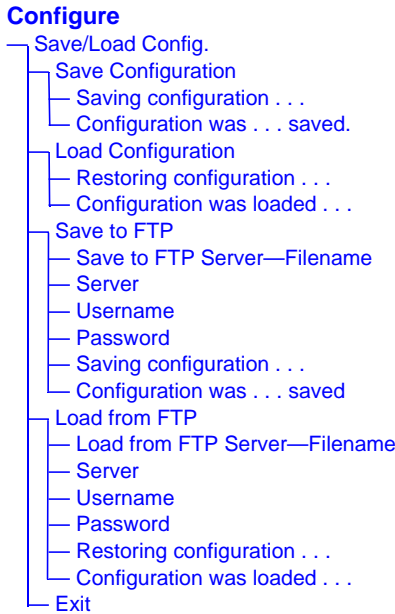 Configure
Save/Load Config.
Save Configuration
Saving configuration . . .
Configuration was . . . saved.
Load Configuration
Restoring configuration . . .
Configuration was loaded . . .
Save to FTP
Save to FTP Server—Filename
Server
Username
Password
Saving configuration . . .
Configuration was . . . saved
Load from FTP
Load from FTP Server—Filename
Server
Username
Password
Restoring configuration . . .
Configuration was loaded . . .
Exit